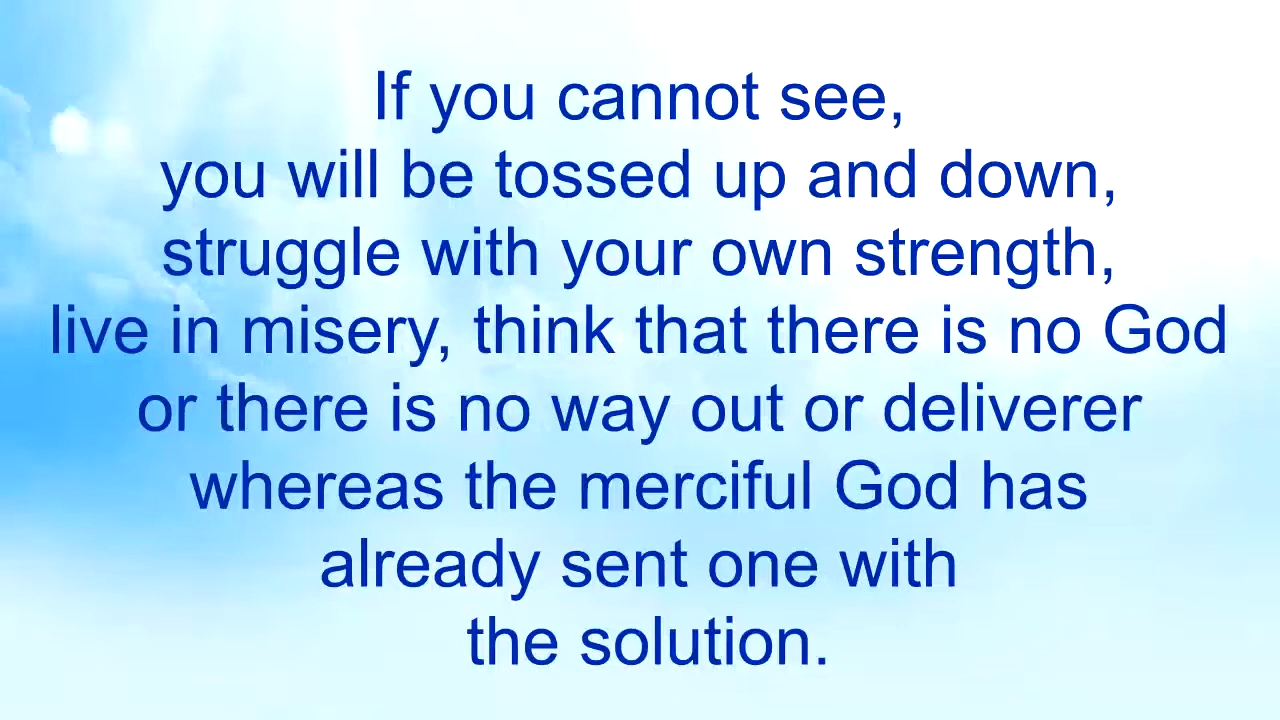 If you cannot see,
you will be tossed up and down,
struggle with your own strength,
live in misery, think that there is no God
or there is no way out or deliverer
whereas the merciful God has
already sent one with
the solution.